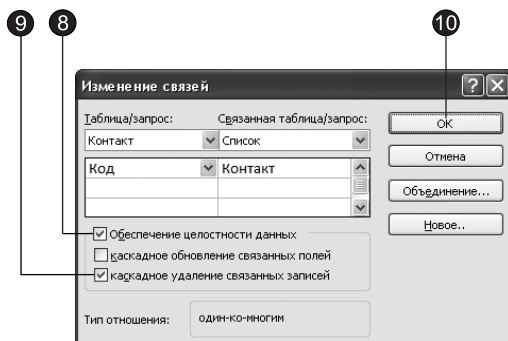 9 8 10
Изменение связей
Таблица/запрос: Связанная таблица/запрос:
Контакт Список
Код Контакт
Обеспечение целостности данных
каскадное обновление связанных полей
каскадное удаление связанных записей
Тип отношения: один-ко-многим
ОК
Отмена
Объединение...
Новое..